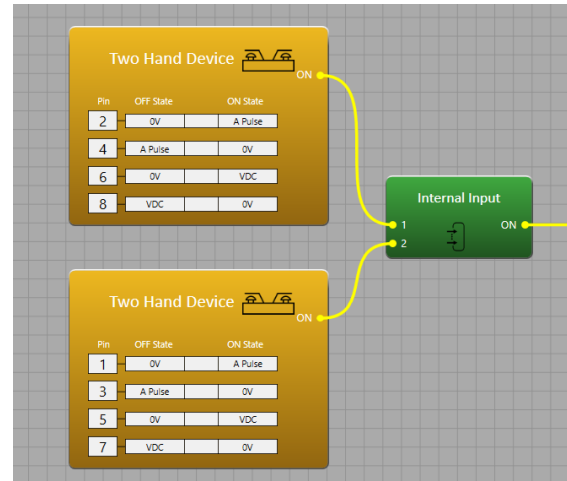 Two Hand Device
ON
Pin OFF State ON State
2 0V A Pulse
4 A Pulse 0V
6 0V VDC
8 VDC 0V
Internal Input
1 ON
2
Two Hand Device
ON
Pin OFF State ON State
1 0V A Pulse
3 A Pulse 0V
5 0V VDC
7 VDC 0V